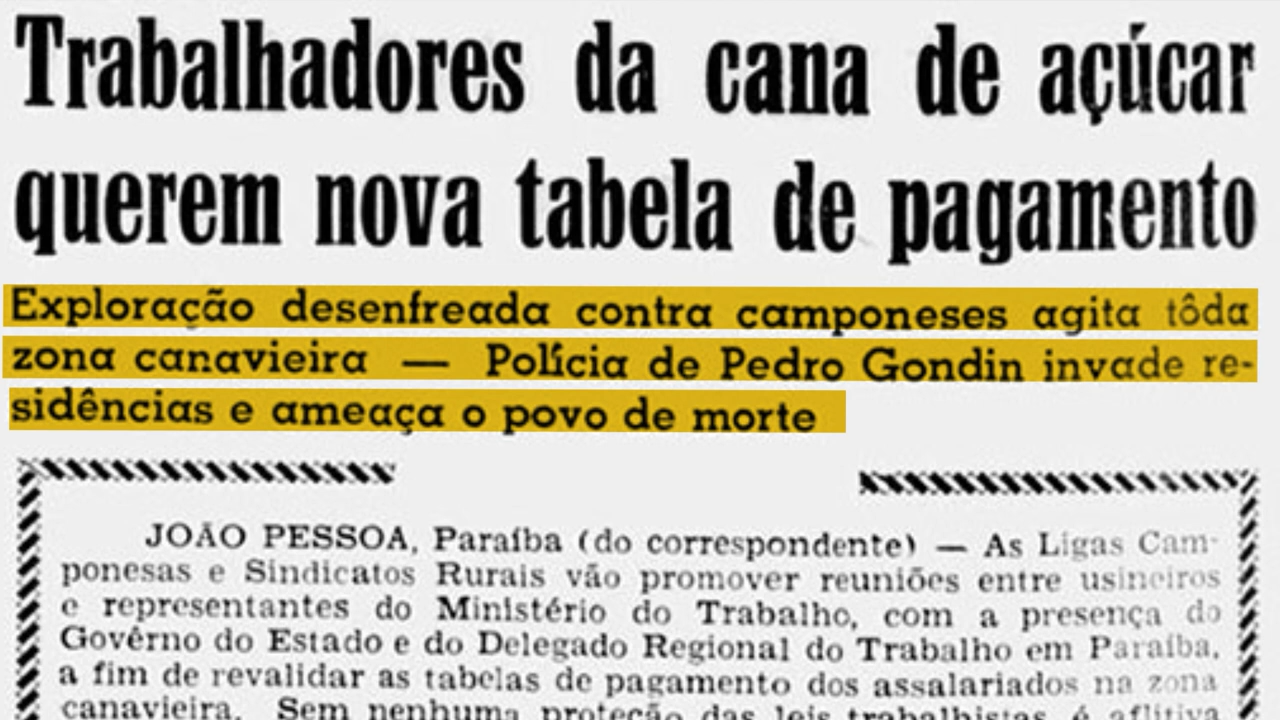 Trabalhadores da cana de açúcar
querem nova tabela de pagamento
Exploração desenfreada contra camponeses agita tôda
zona canavieira — Polícia de Pedro Gondin invade re-
sidências e ameaça o povo de morte
JOÃO PESSOA, Paraíba (do correspondente) — As Ligas Cam-
ponesas e Sindicatos Rurais vão promover reuniões entre usineiros
e representantes do Ministério do Trabalho, com a presença do
Govêrno do Estado e do Delegado Regional do Trabalho em Paraíba,
a fim de revalidar as tabelas de pagamento dos assalariados na zona
canavieira. Sem nenhuma proteção das leis trabalhistas é aflitiva